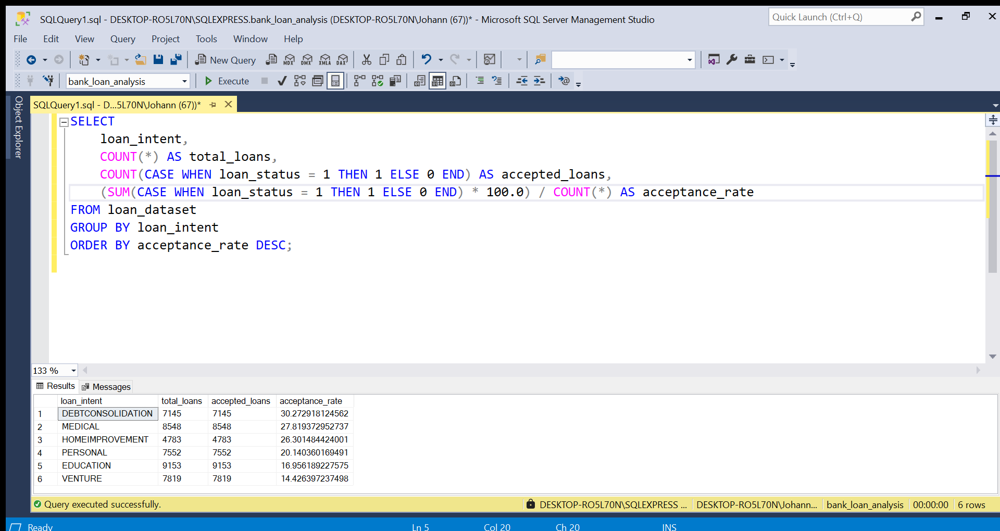 SQLQuery1.sql - DESKTOP-RO5L70N\SQLEXPRESS.bank_loan_analysis (DESKTOP-RO5L70N\Johann (67))* - Microsoft SQL Server Management Studio
Quick Launch (Ctrl+Q)
File Edit View Query Project Tools Window Help
New Query MDX DMX XMLA DAX
bank_loan_analysis Execute
Object Explorer
SQLQuery1.sql - D...5L70N\Johann (67))*
SELECT
loan_intent,
COUNT(*) AS total_loans,
COUNT(CASE WHEN loan_status = 1 THEN 1 ELSE 0 END) AS accepted_loans,
(SUM(CASE WHEN loan_status = 1 THEN 1 ELSE 0 END) * 100.0) / COUNT(*) AS acceptance_rate
FROM loan_dataset
GROUP BY loan_intent
ORDER BY acceptance_rate DESC;
133 %
Results Messages
loan_intent total_loans accepted_loans acceptance_rate
1 DEBTCONSOLIDATION 7145 7145 30.272918124562
2 MEDICAL 8548 8548 27.819372952737
3 HOMEIMPROVEMENT 4783 4783 26.301484424001
4 PERSONAL 7552 7552 20.140360169491
5 EDUCATION 9153 9153 16.956189227575
6 VENTURE 7819 7819 14.426397237498
Query executed successfully. DESKTOP-RO5L70N\SQLEXPRESS ... DESKTOP-RO5L70N\Johann... bank_loan_analysis 00:00:00 6 rows
Ready Ln 5 Col 20 Ch 20 INS